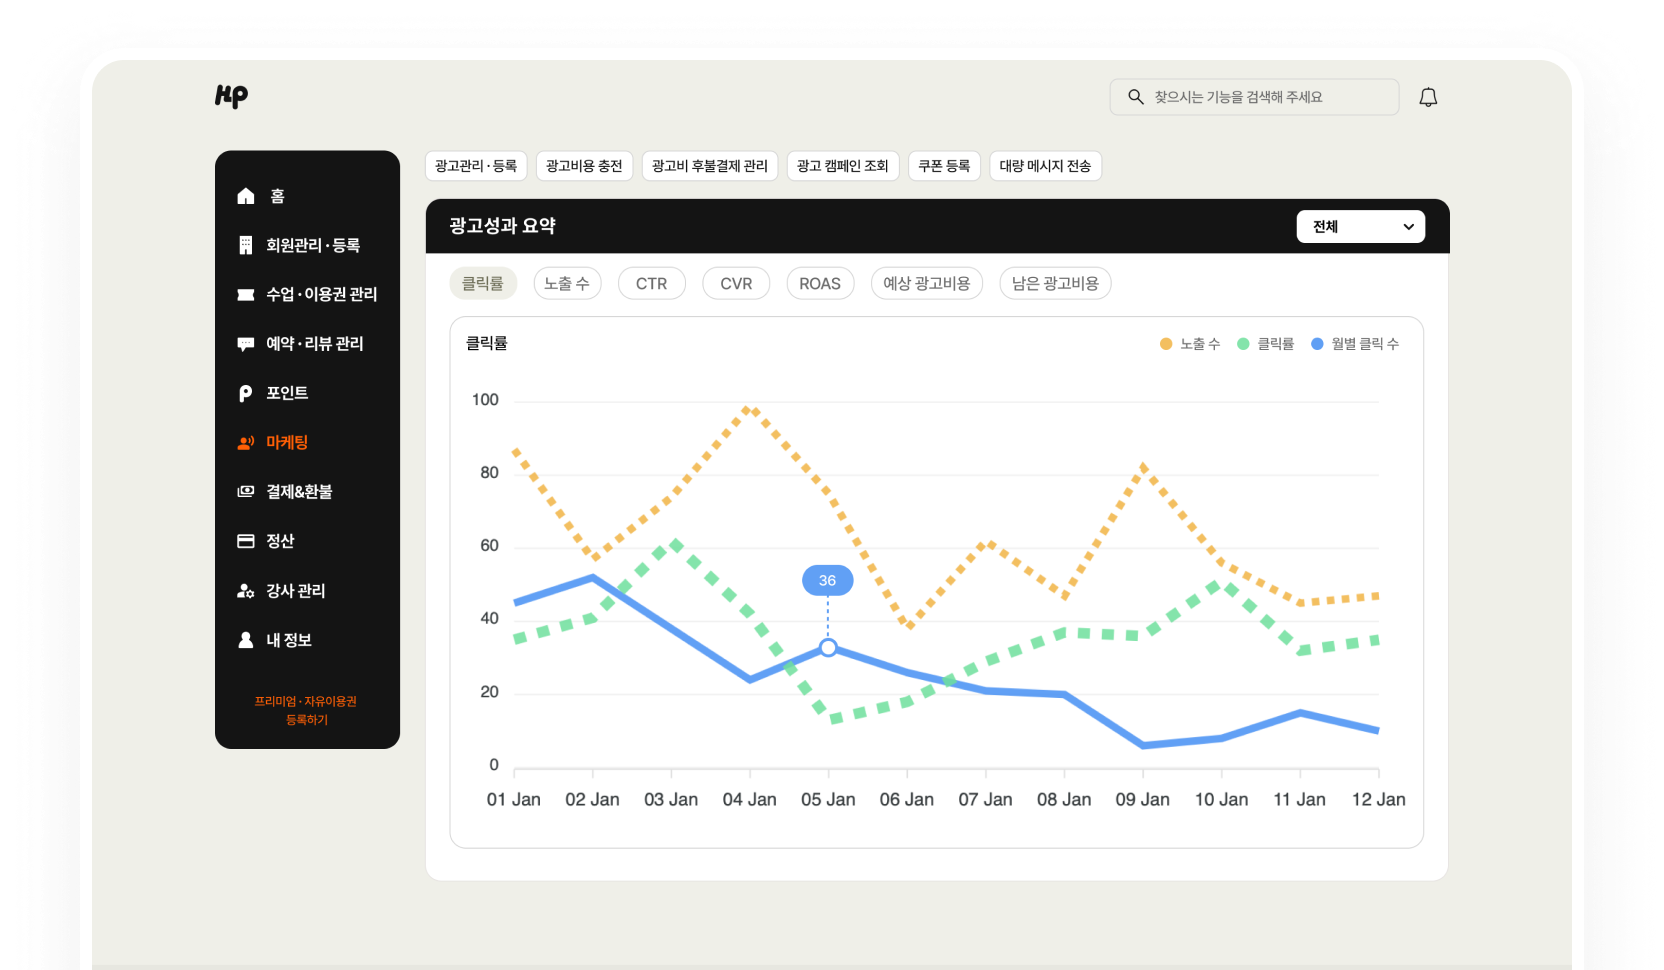 Hp
찾으시는 기능을 검색해 주세요
홈
회원관리 · 등록
수업 · 이용권 관리
예약 · 리뷰 관리
포인트
마케팅
결제&환불
정산
강사 관리
내 정보
프리미엄 · 자유이용권
등록하기
광고관리 · 등록
광고비용 충전
광고비 후불결제 관리
광고 캠페인 조회
쿠폰 등록
대량 메시지 전송
광고성과 요약
전체
클릭률
노출 수
CTR
CVR
ROAS
예상 광고비용
남은 광고비용
클릭률
노출 수
클릭률
월별 클릭 수
100
80
60
40
20
0
36
01 Jan
02 Jan
03 Jan
04 Jan
05 Jan
06 Jan
07 Jan
08 Jan
09 Jan
10 Jan
11 Jan
12 Jan